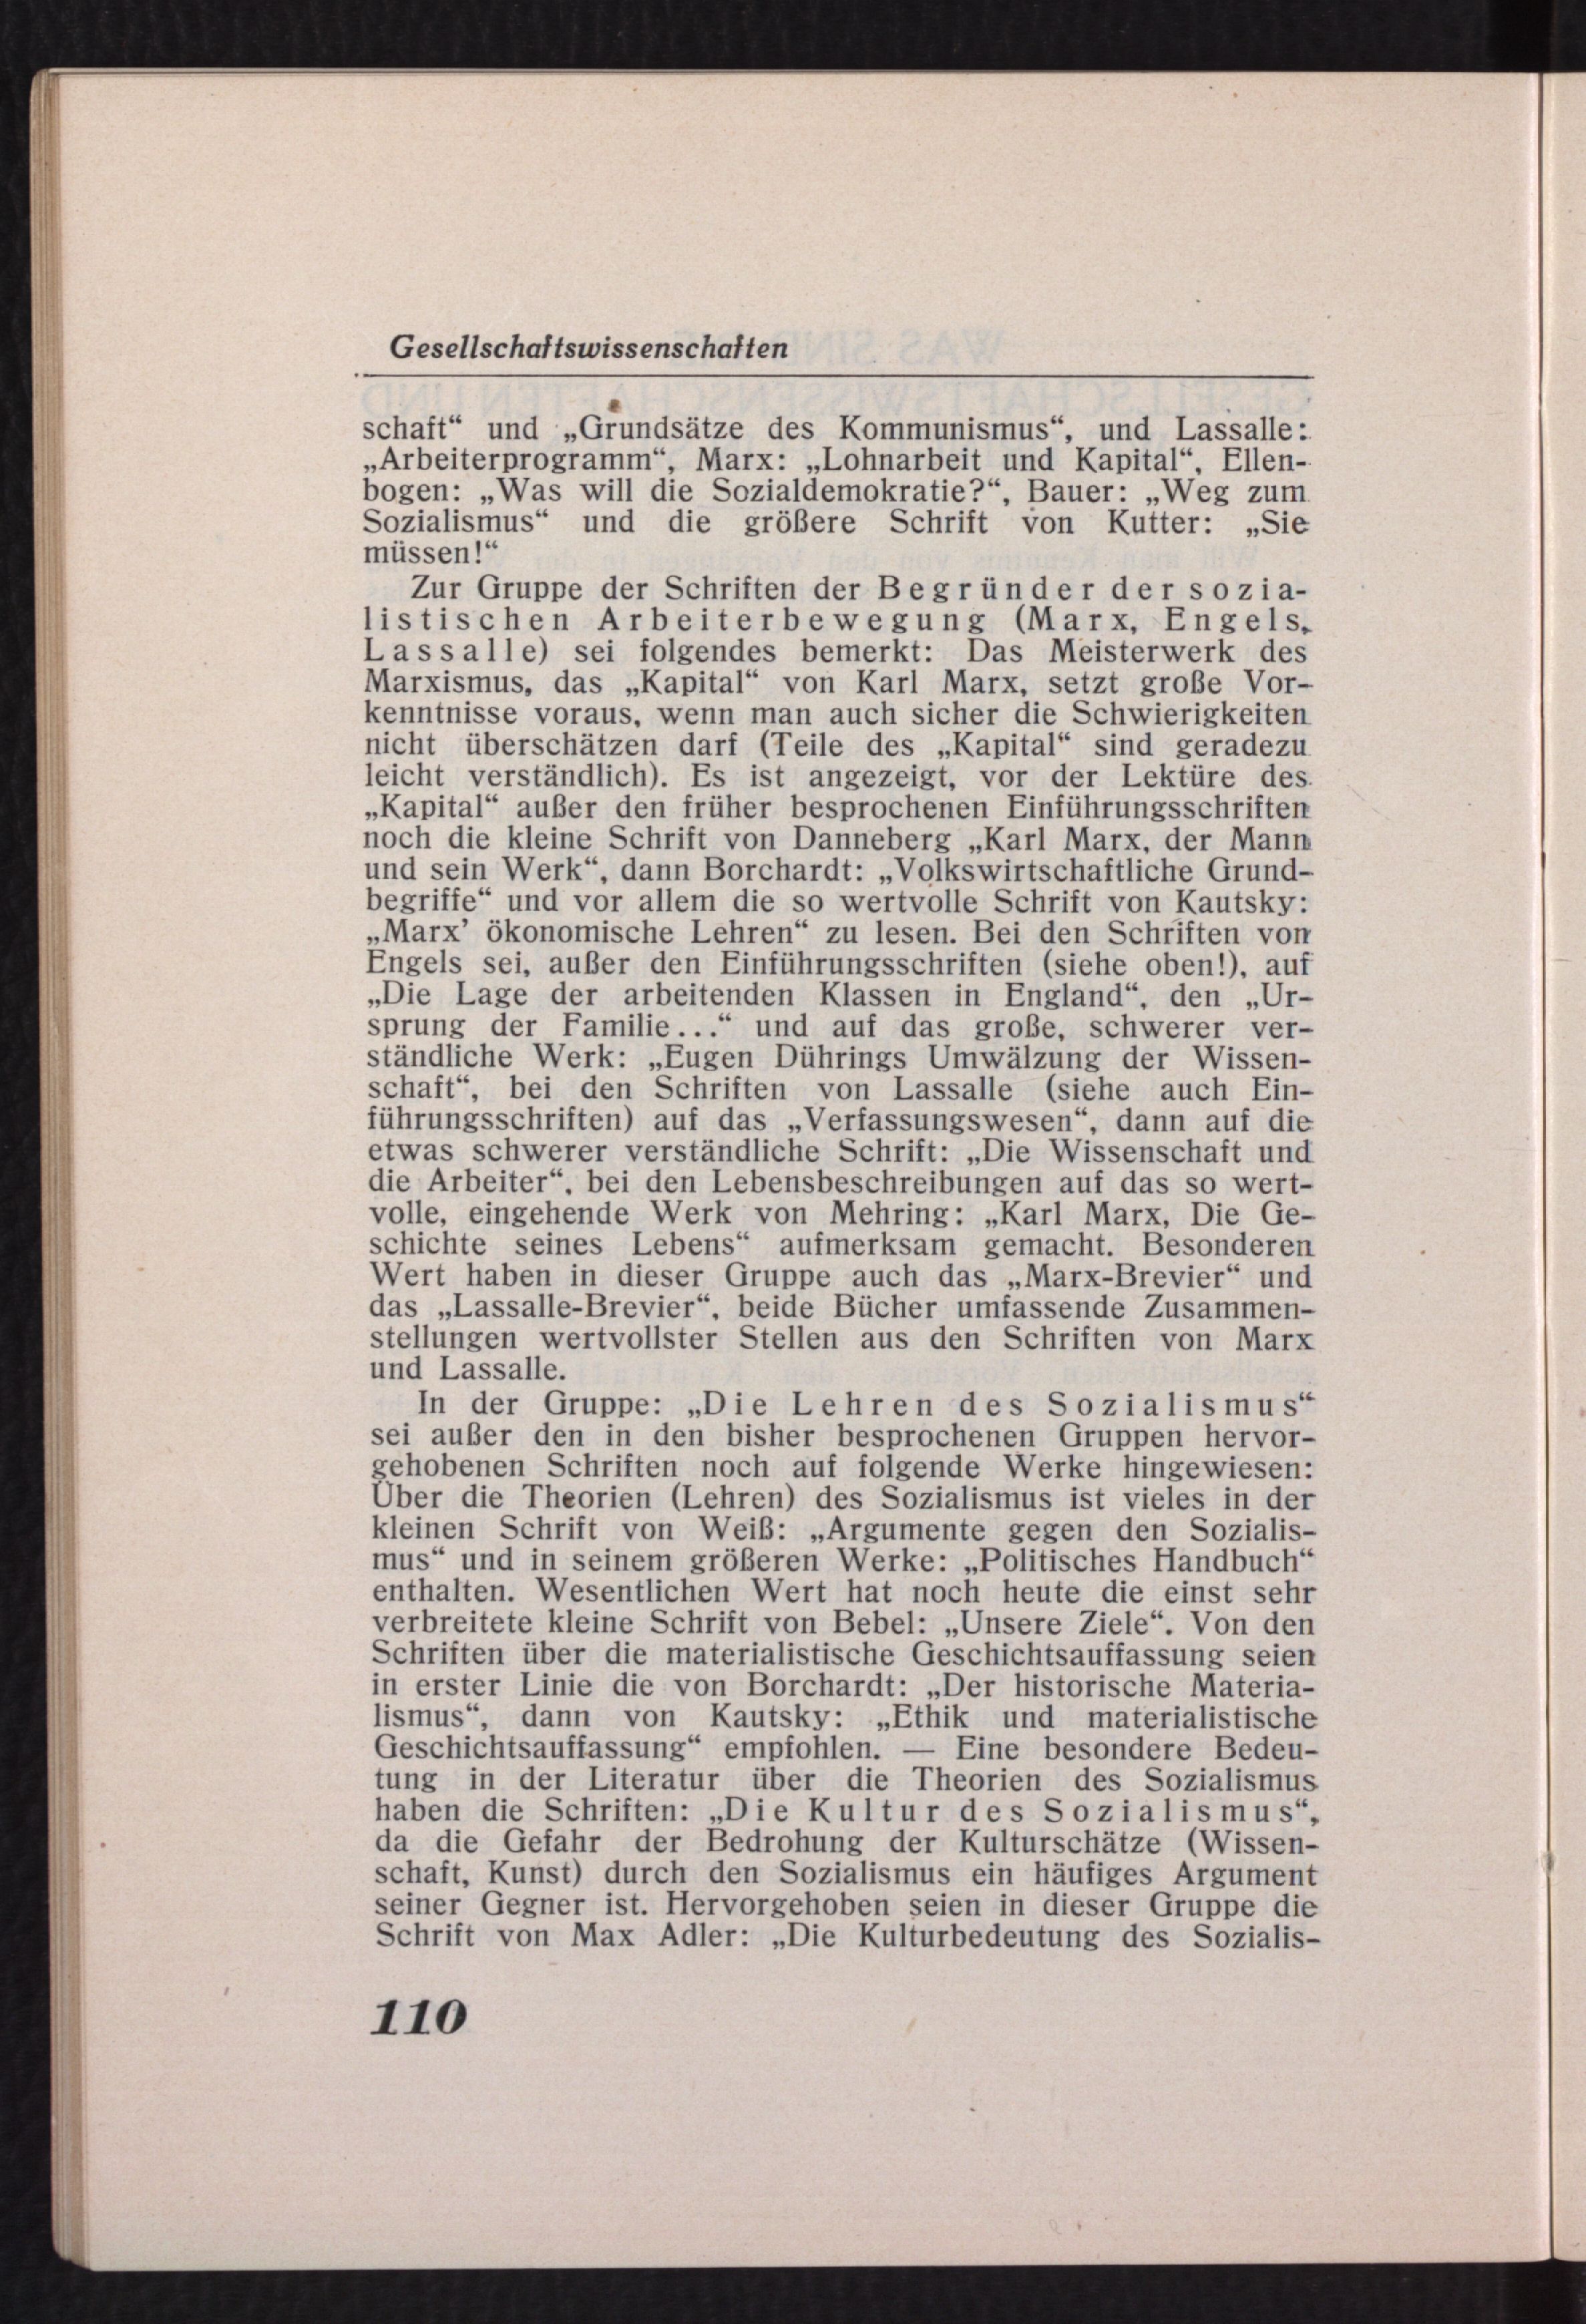 Gesellschaftswissenschaften
schaft“ und „Grundsätze des Kommunismus“, und Lassalle:
„Arbeiterprogramm“, Marx: „Lohnarbeit und Kapital“, Ellen-
bogen: „Was will die Sozialdemokratie?“, Bauer: „Weg zum
Sozialismus“ und die größere Schrift von Kutter: „Sie
müssen!“
Zur Gruppe der Schriften der Begründer der sozia-
listischen Arbeiterbewegung (Marx, Engels,
Lassalle) sei folgendes bemerkt: Das Meisterwerk des
Marxismus, das „Kapital“ von Karl Marx, setzt große Vor-
kenntnisse voraus, wenn man auch sicher die Schwierigkeiten
nicht überschätzen darf (Teile des „Kapital“ sind geradezu
leicht verständlich). Es ist angezeigt, vor der Lektüre des
„Kapital“ außer den früher besprochenen Einführungsschriften
noch die kleine Schrift von Danneberg „Karl Marx, der Mann
und sein Werk“, dann Borchardt: „Volkswirtschaftliche Grund-
begriffe“ und vor allem die so wertvolle Schrift von Kautsky:
„Marx’ ökonomische Lehren“ zu lesen. Bei den Schriften von
Engels sei, außer den Einführungsschriften (siehe oben!), auf
„Die Lage der arbeitenden Klassen in England“, den „Ur-
sprung der Familie...“ und auf das große, schwerer ver-
ständliche Werk: „Eugen Dührings Umwälzung der Wissen-
schaft“, bei den Schriften von Lassalle (siehe auch Ein-
führungsschriften) auf das „Verfassungswesen“, dann auf die
etwas schwerer verständliche Schrift: „Die Wissenschaft und
die Arbeiter“, bei den Lebensbeschreibungen auf das so wert-
volle, eingehende Werk von Mehring: „Karl Marx, Die Ge-
schichte seines Lebens“ aufmerksam gemacht. Besonderen
Wert haben in dieser Gruppe auch das „Marx-Brevier“ und
das „Lassalle-Brevier“, beide Bücher umfassende Zusammen-
stellungen wertvollster Stellen aus den Schriften von Marx
und Lassalle.
In der Gruppe: „Die Lehren des Sozialismus“
sei außer den in den bisher besprochenen Gruppen hervor-
gehobenen Schriften noch auf folgende Werke hingewiesen:
Über die Theorien (Lehren) des Sozialismus ist vieles in der
kleinen Schrift von Weiß: „Argumente gegen den Sozialis-
mus“ und in seinem größeren Werke: „Politisches Handbuch“
enthalten. Wesentlichen Wert hat noch heute die einst sehr
verbreitete kleine Schrift von Bebel: „Unsere Ziele“. Von den
Schriften über die materialistische Geschichtsauffassung seien
in erster Linie die von Borchardt: „Der historische Materia-
lismus“, dann von Kautsky: „Ethik und materialistische
Geschichtsauffassung“ empfohlen. — Eine besondere Bedeu-
tung in der Literatur über die Theorien des Sozialismus
haben die Schriften: „Die Kultur des Sozialismus“,
da die Gefahr der Bedrohung der Kulturschätze (Wissen-
schaft, Kunst) durch den Sozialismus ein häufiges Argument
seiner Gegner ist. Hervorgehoben seien in dieser Gruppe die
Schrift von Max Adler: „Die Kulturbedeutung des Sozialis-
110